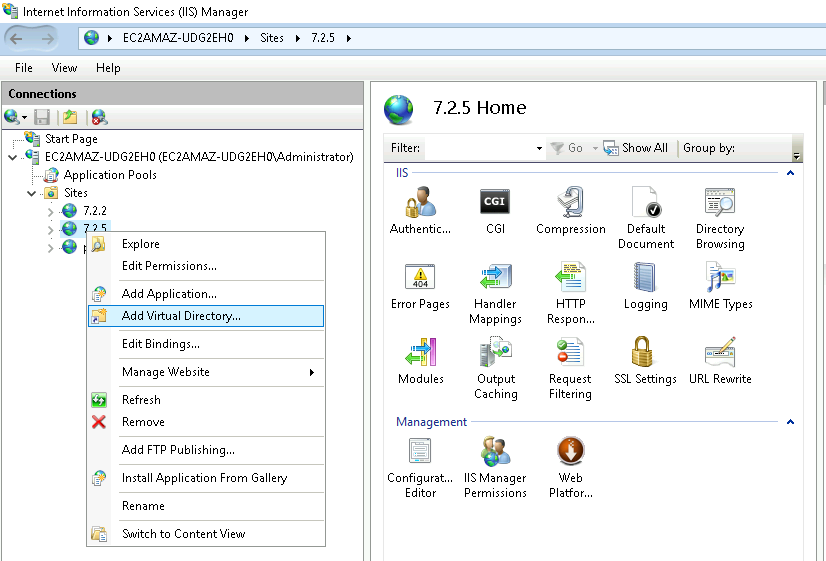 Internet Information Services (IIS) Manager
EC2AMAZ-UDG2EH0 Sites 7.2.5
File View Help
Connections
Start Page
EC2AMAZ-UDG2EH0 (EC2AMAZ-UDG2EH0\Administrator)
Application Pools
Sites
7.2.2
7.2.5
Explore
Edit Permissions...
Add Application...
Add Virtual Directory...
Edit Bindings...
Manage Website
Refresh
Remove
Add FTP Publishing...
Install Application From Gallery
Rename
Switch to Content View
7.2.5 Home
Filter: Go Show All Group by:
IIS
Authentic... CGI Compression Default Document Directory Browsing
Error Pages Handler Mappings HTTP Respon... Logging MIME Types
404
Modules Output Caching Request Filtering SSL Settings URL Rewrite
Management
Configurat... Editor IIS Manager Permissions Web Platfor...